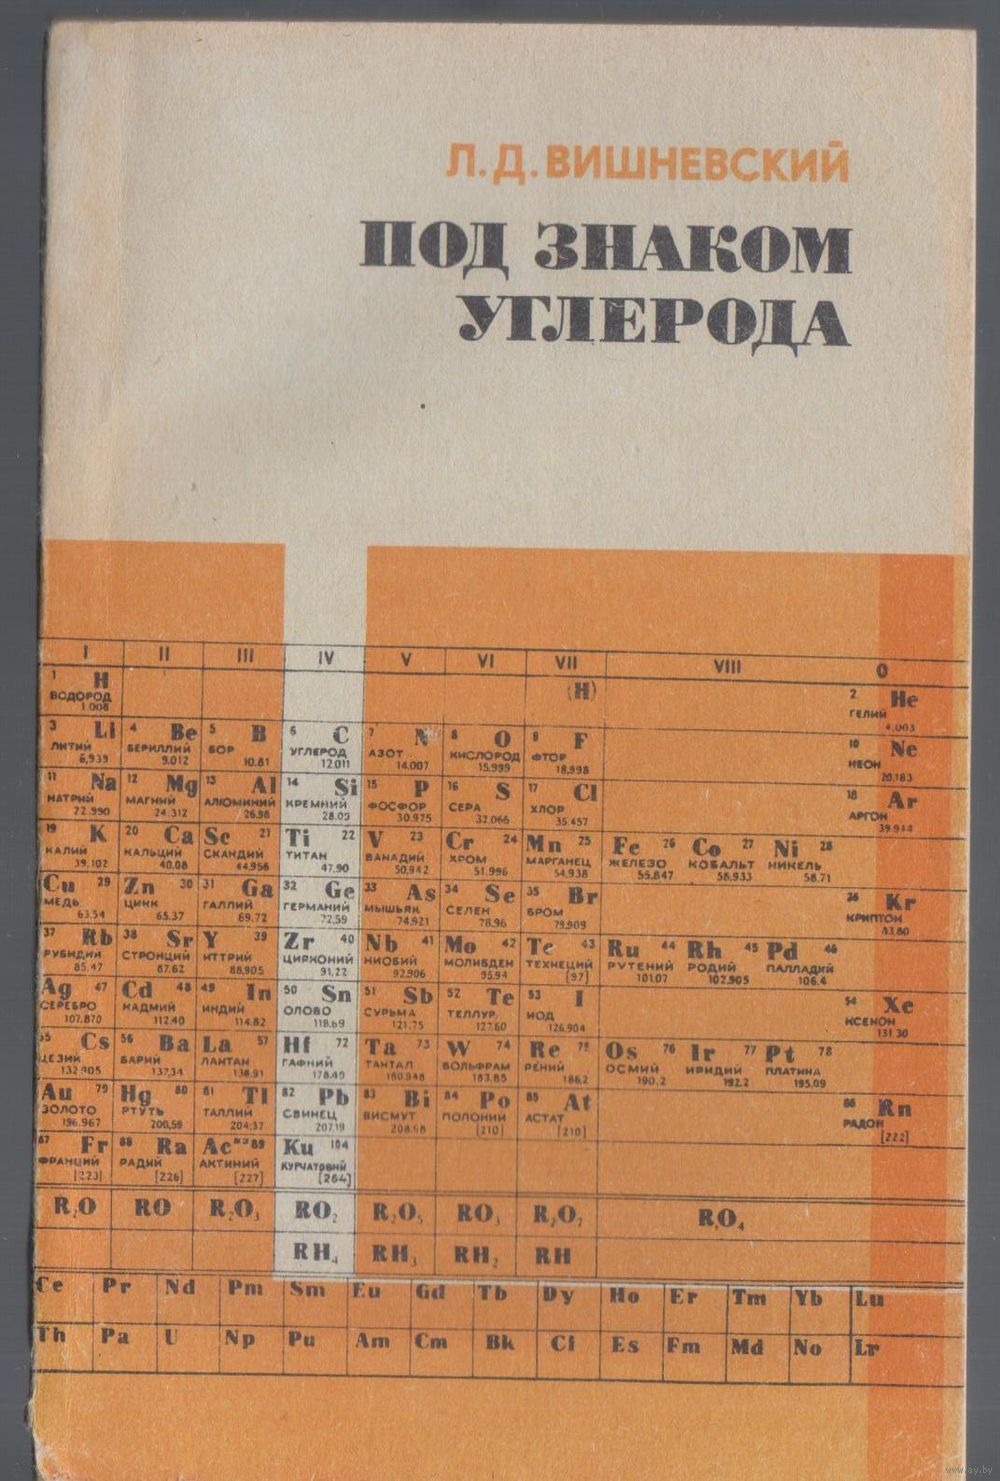 Л.Д.ВИШНЕВСКИЙ
ПОД ЗНАКОМ
УГЛЕРОДА
I II III IV V VI VII VIII 0
1 H (H) 2 He
ВОДОРОД ГЕЛИЙ
1.008 4.003
3 Li 4 Be 5 B 6 C 7 N 8 O 9 F 10 Ne
ЛИТИЙ БЕРИЛЛИЙ БОР УГЛЕРОД АЗОТ КИСЛОРОД ФТОР НЕОН
6,939 9.012 10.81 12.011 14.007 15.999 18,998 20.183
11 Na 12 Mg 13 Al 14 Si 15 P 16 S 17 Cl 18 Ar
НАТРИЙ МАГНИЙ АЛЮМИНИЙ КРЕМНИЙ ФОСФОР СЕРА ХЛОР АРГОН
22.990 24.312 26.98 28.09 30.975 32.066 35.457 39.944
19 K 20 Ca Sc 21 Ti 22 V 23 Cr 24 Mn 25 Fe 26 Co 27 Ni 28
КАЛИЙ КАЛЬЦИЙ СКАНДИЙ ТИТАН ВАНАДИЙ ХРОМ МАРГАНЕЦ ЖЕЛЕЗО КОБАЛЬТ НИКЕЛЬ
39,102 40.08 44.956 47.90 50,942 51.996 54.938 55.847 58.933 58.71
Cu 29 Zn 30 31 Ga 32 Ge 33 As 34 Se 35 Br 36 Kr
МЕДЬ ЦИНК ГАЛЛИЙ ГЕРМАНИЙ МЫШЬЯК СЕЛЕН БРОМ КРИПТОН
63.54 65.37 69.72 72.59 74,921 78.96 79,909 83.80
37 Rb 38 Sr Y 39 Zr 40 Nb 41 Mo 42 Te 43 Ru 44 Rh 45 Pd 46
РУБИДИЙ СТРОНЦИЙ ИТТРИЙ ЦИРКОНИЙ НИОБИЙ МОЛИБДЕН ТЕХНЕЦИЙ РУТЕНИЙ РОДИЙ ПАЛЛАДИЙ
85.47 87.62 88,905 91,22 92,906 95.94 [97] 101.07 102.905 106.4
Ag 47 Cd 48 49 In 50 Sn 51 Sb 52 Te 53 I 54 Xe
СЕРЕБРО КАДМИЙ ИНДИЙ ОЛОВО СУРЬМА ТЕЛЛУР ИОД КСЕНОН
107.870 112.40 114.82 118.69 121.75 127.60 126.904 131.30
55 Cs 56 Ba La 57 Hf 72 Ta 73 W 74 Re 75 Os 76 Ir 77 Pt 78
ЦЕЗИЙ БАРИЙ ЛАНТАН ГАФНИЙ ТАНТАЛ ВОЛЬФРАМ РЕНИЙ ОСМИЙ ИРИДИЙ ПЛАТИНА
132.905 137,34 138.91 178.49 180.948 183.85 186.2 190.2 192.2 195.09
Au 79 Hg 80 81 Tl 82 Pb 83 Bi 84 Po 85 At 86 Rn
ЗОЛОТО РТУТЬ ТАЛЛИЙ СВИНЕЦ ВИСМУТ ПОЛОНИЙ АСТАТ РАДОН
196.967 200,59 204.37 207.19 208.98 [210] [210] [222]
87 Fr 88 Ra Ac** 89 Ku 104
ФРАНЦИЙ РАДИЙ АКТИНИЙ КУРЧАТОВИЙ
[223] [226] [227] [264]
R₂O RO R₂O₃ RO₂ R₂O₅ RO₃ R₂O₇ RO₄
RH₄ RH₃ RH₂ RH
Ce Pr Nd Pm Sm Eu Gd Tb Dy Ho Er Tm Yb Lu
Th Pa U Np Pu Am Cm Bk Cf Es Fm Md No Lr
www.ay.by